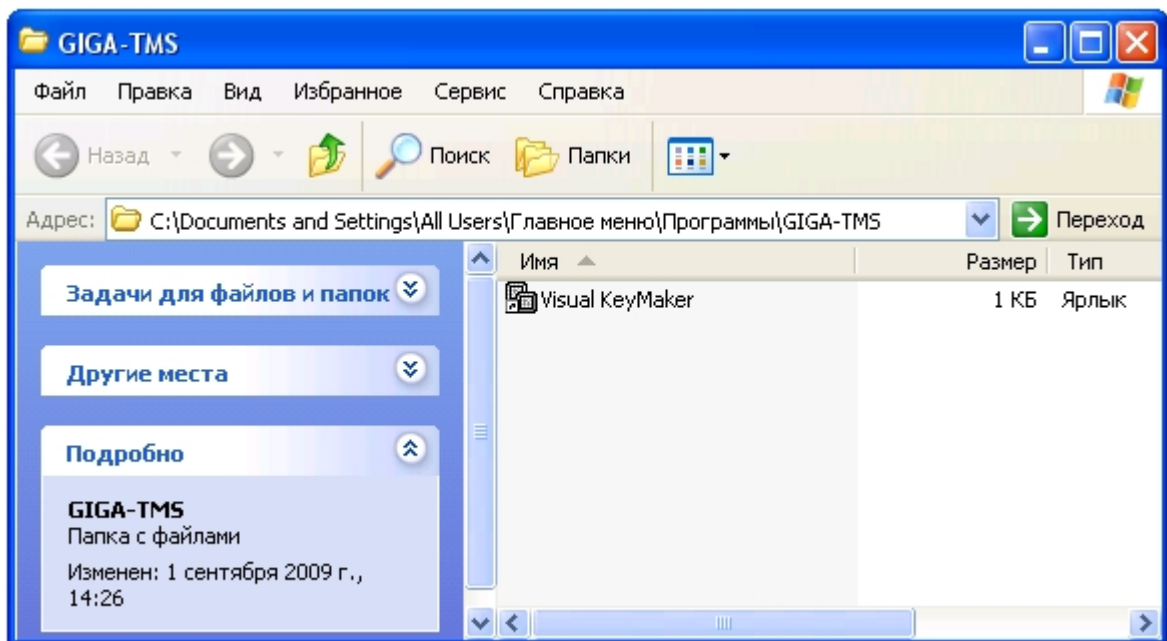 GIGA-TMS
Файл Правка Вид Избранное Сервис Справка
Назад Поиск Папки
Адрес: C:\Documents and Settings\All Users\Главное меню\Программы\GIGA-TMS Переход
Имя Размер Тип
Задачи для файлов и папок
Visual KeyMaker 1 КБ Ярлык
Другие места
Подробно
GIGA-TMS
Папка с файлами
Изменен: 1 сентября 2009 г.,
14:26